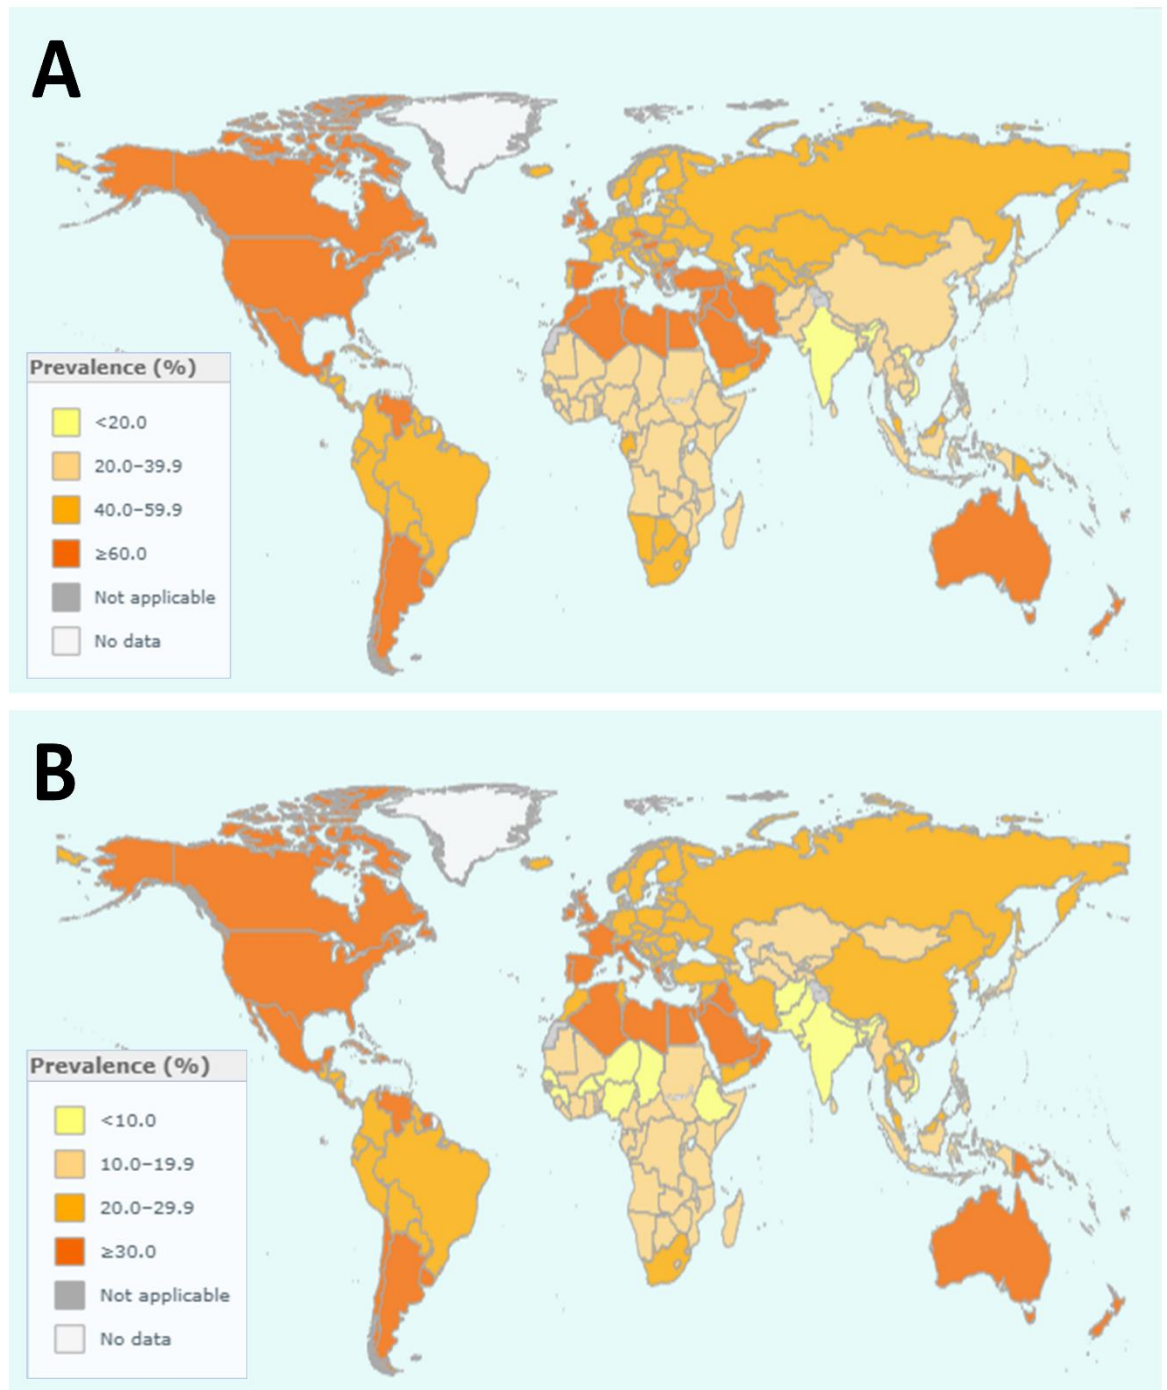 A
Prevalence (%)
<20.0
20.0–39.9
40.0–59.9
≥60.0
Not applicable
No data
B
Prevalence (%)
<10.0
10.0–19.9
20.0–29.9
≥30.0
Not applicable
No data